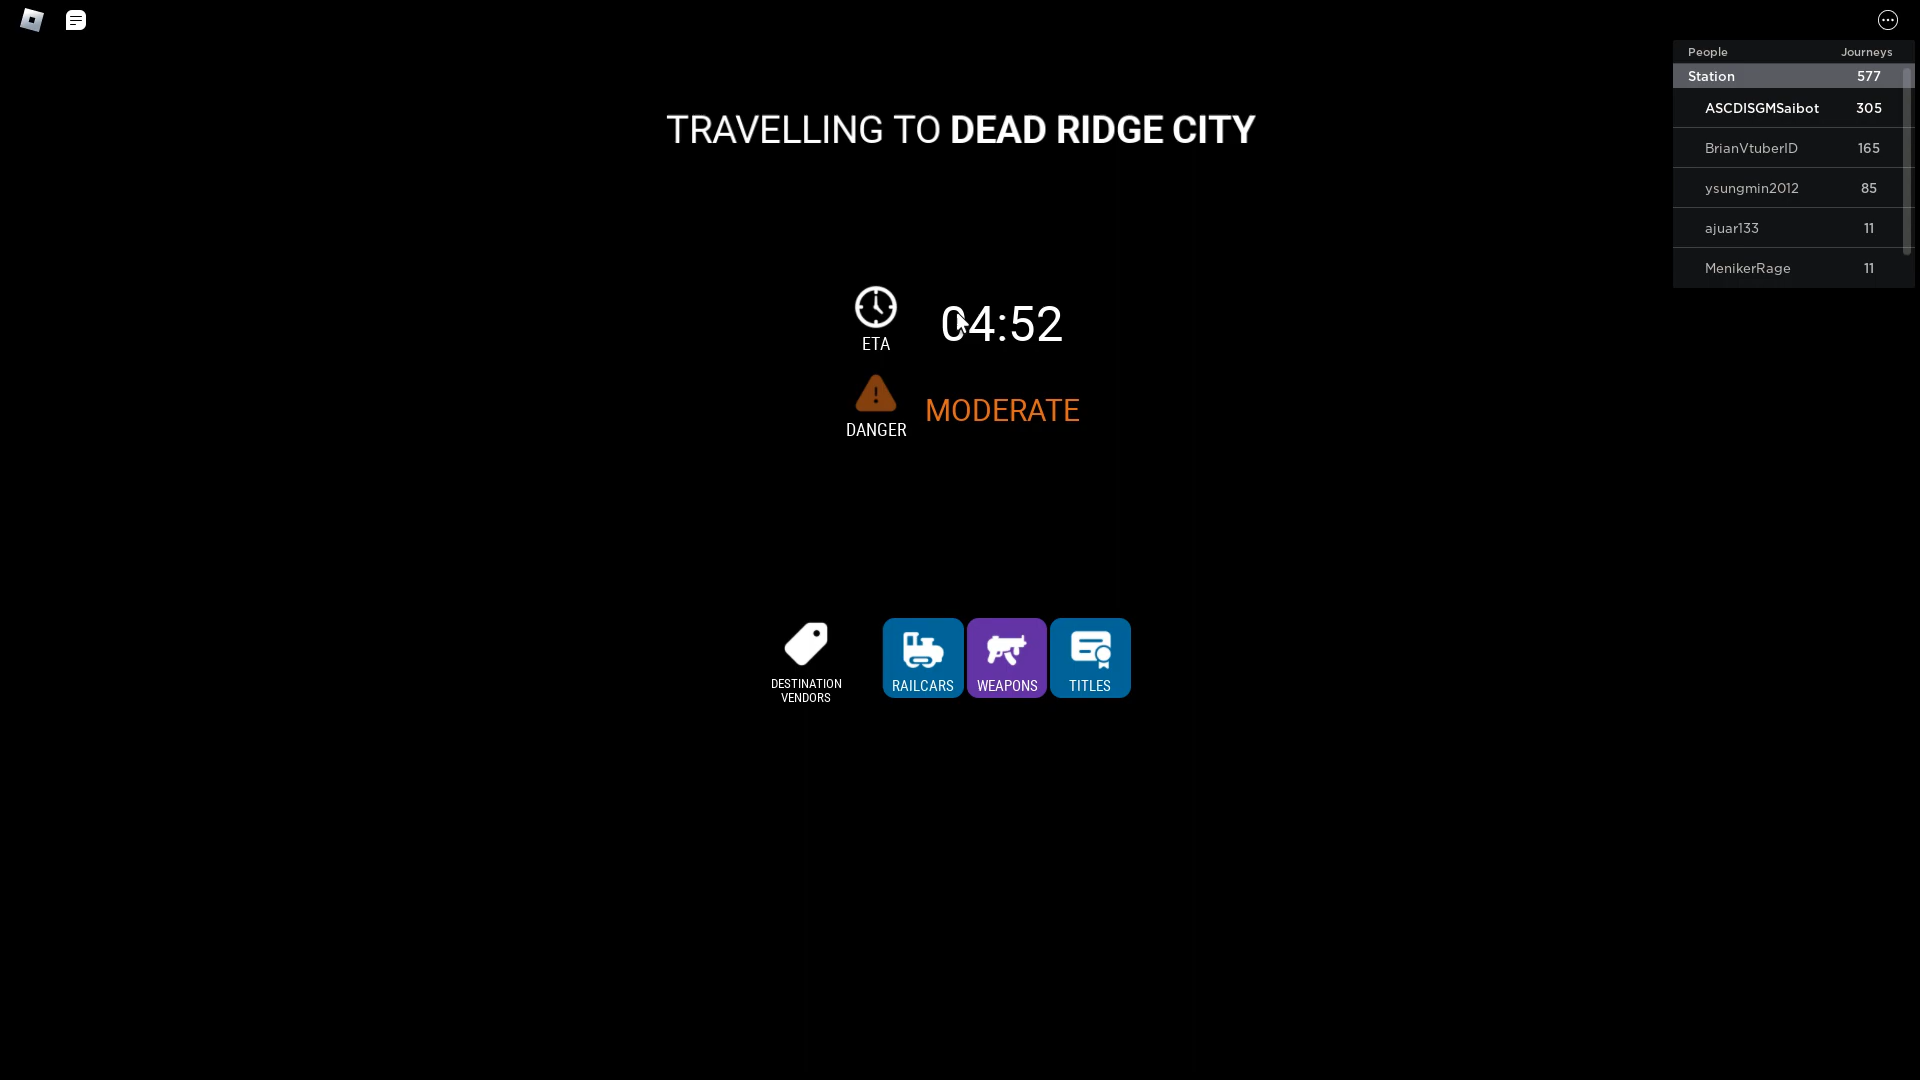 People Journeys
Station 577
ASCDISGMSaibot 305
BrianVtuberID 165
ysungmin2012 85
ajuar133 11
MenikerRage 11
TRAVELLING TO DEAD RIDGE CITY
ETA 04:52
DANGER MODERATE
DESTINATION
VENDORS
RAILCARS WEAPONS TITLES